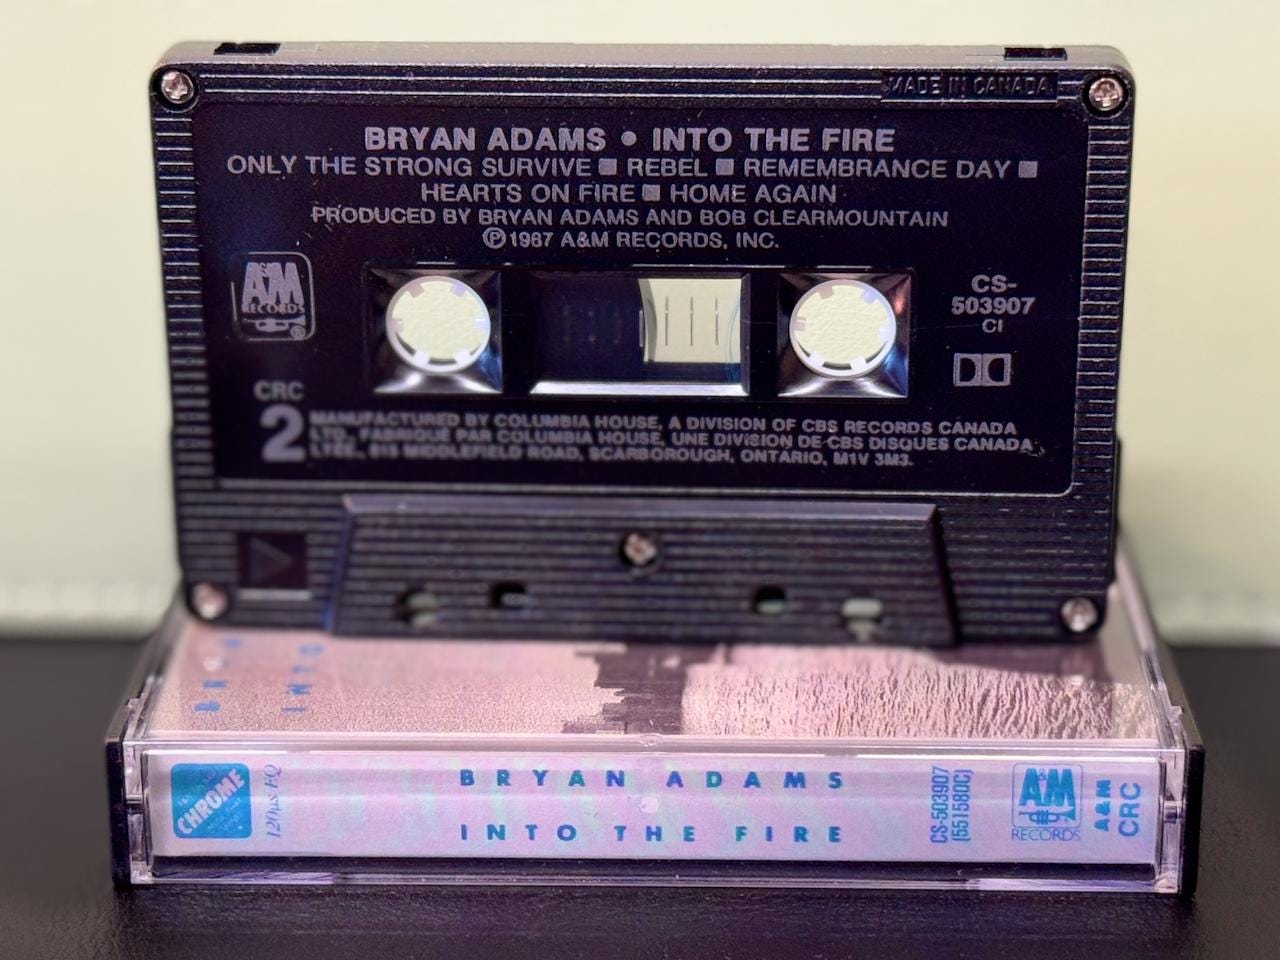 MADE IN CANADA
BRYAN ADAMS • INTO THE FIRE
ONLY THE STRONG SURVIVE ■ REBEL ■ REMEMBRANCE DAY ■
HEARTS ON FIRE ■ HOME AGAIN
PRODUCED BY BRYAN ADAMS AND BOB CLEARMOUNTAIN
℗1987 A&M RECORDS, INC.
A&M
RECORDS
®
CS-
503907
CI
CRC
2
MANUFACTURED BY COLUMBIA HOUSE, A DIVISION OF CBS RECORDS CANADA
LTD., FABRIQUÉ PAR COLUMBIA HOUSE, UNE DIVISION DE CBS DISQUES CANADA
LTÉE., 815 MIDDLEFIELD ROAD, SCARBOROUGH, ONTARIO, M1V 3M3.
INTO
CHROME
120µs EQ
BRYAN ADAMS
INTO THE FIRE
CS-503907
(551580C)
A&M
RECORDS
A&M
CRC